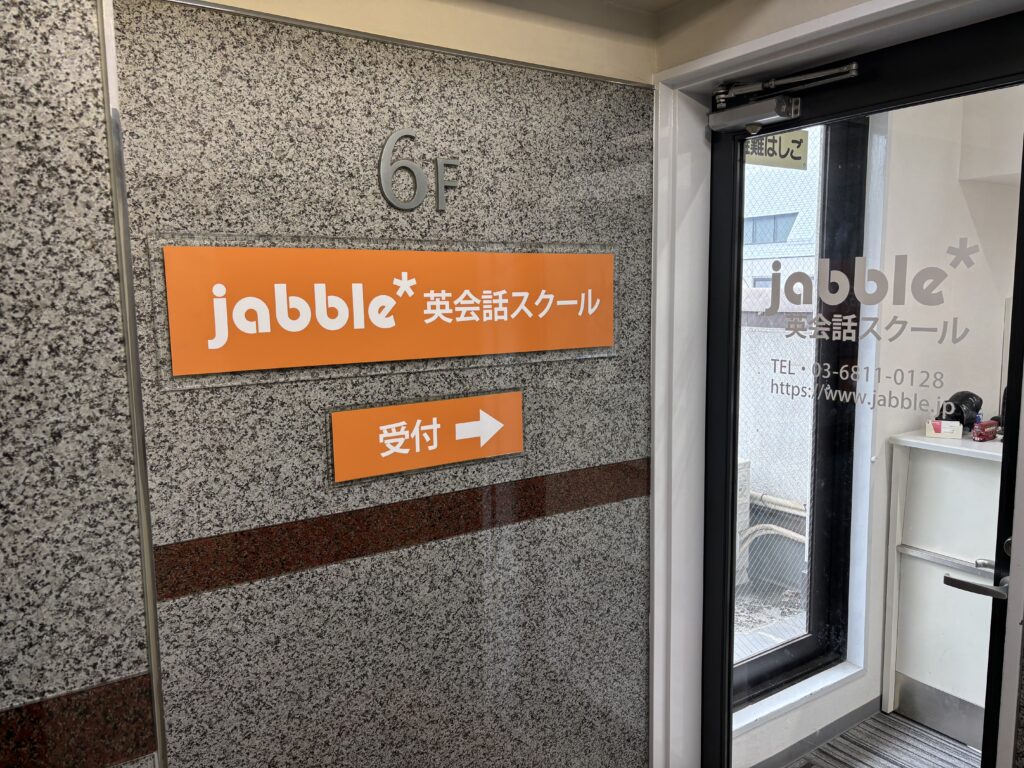 6F
jabble* 英会話スクール
受付 →
難はしご
jabble*
英会話スクール
TEL・03-6811-0128
https://www.jabble.jp